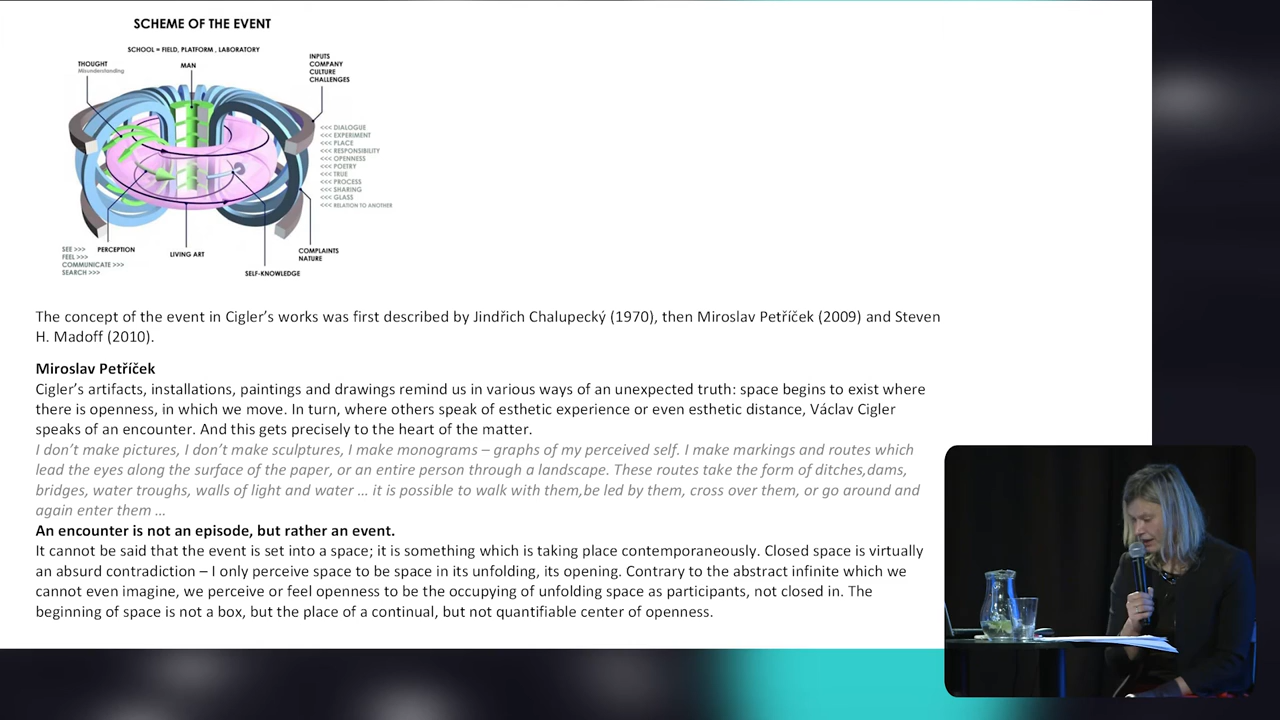 SCHEME OF THE EVENT
SCHOOL = FIELD, PLATFORM , LABORATORY
THOUGHT
Misunderstanding
MAN
INPUTS
COMPANY
CULTURE
CHALLENGES
<<< DIALOGUE
<<< EXPERIMENT
<<< PLACE
<<< RESPONSIBILITY
<<< OPENNESS
<<< POETRY
<<< TRUE
<<< PROCESS
<<< SHARING
<<< GLASS
<<< RELATION TO ANOTHER
SEE >>>
FEEL >>>
COMMUNICATE >>>
SEARCH >>>
PERCEPTION
LIVING ART
SELF-KNOWLEDGE
COMPLAINTS
NATURE
The concept of the event in Cigler's works was first described by Jindřich Chalupecký (1970), then Miroslav Petříček (2009) and Steven
H. Madoff (2010).
Miroslav Petříček
Cigler's artifacts, installations, paintings and drawings remind us in various ways of an unexpected truth: space begins to exist where
there is openness, in which we move. In turn, where others speak of esthetic experience or even esthetic distance, Václav Cigler
speaks of an encounter. And this gets precisely to the heart of the matter.
I don't make pictures, I don't make sculptures, I make monograms – graphs of my perceived self. I make markings and routes which
lead the eyes along the surface of the paper, or an entire person through a landscape. These routes take the form of ditches,dams,
bridges, water troughs, walls of light and water … it is possible to walk with them,be led by them, cross over them, or go around and
again enter them …
An encounter is not an episode, but rather an event.
It cannot be said that the event is set into a space; it is something which is taking place contemporaneously. Closed space is virtually
an absurd contradiction – I only perceive space to be space in its unfolding, its opening. Contrary to the abstract infinite which we
cannot even imagine, we perceive or feel openness to be the occupying of unfolding space as participants, not closed in. The
beginning of space is not a box, but the place of a continual, but not quantifiable center of openness.